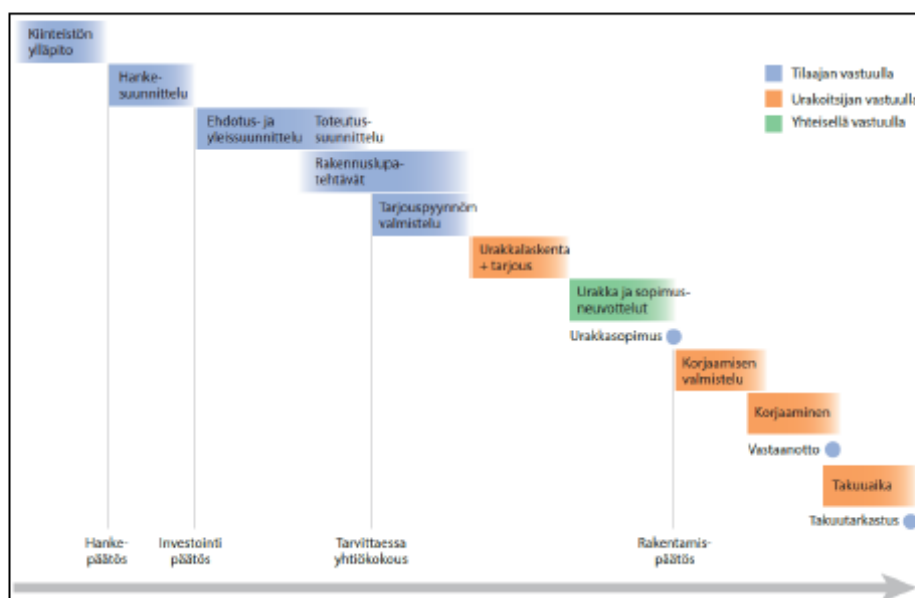 Kiinteistön
ylläpito
Hanke-
suunnittelu
Ehdotus- ja
yleissuunnittelu
Toteutus-
suunnittelu
Rakennuslupa-
tehtävät
Tarjouspyynnön
valmistelu
Urakkalaskenta
+ tarjous
Urakka ja sopimus-
neuvottelut
Urakkasopimus
Korjaamisen
valmistelu
Korjaaminen
Vastaanotto
Takuuaika
Takuutarkastus
Tilaajan vastuulla
Urakoitsijan vastuulla
Yhteisellä vastuulla
Hanke-
päätös
Investointi
päätös
Tarvittaessa
yhtiökokous
Rakentamis-
päätös